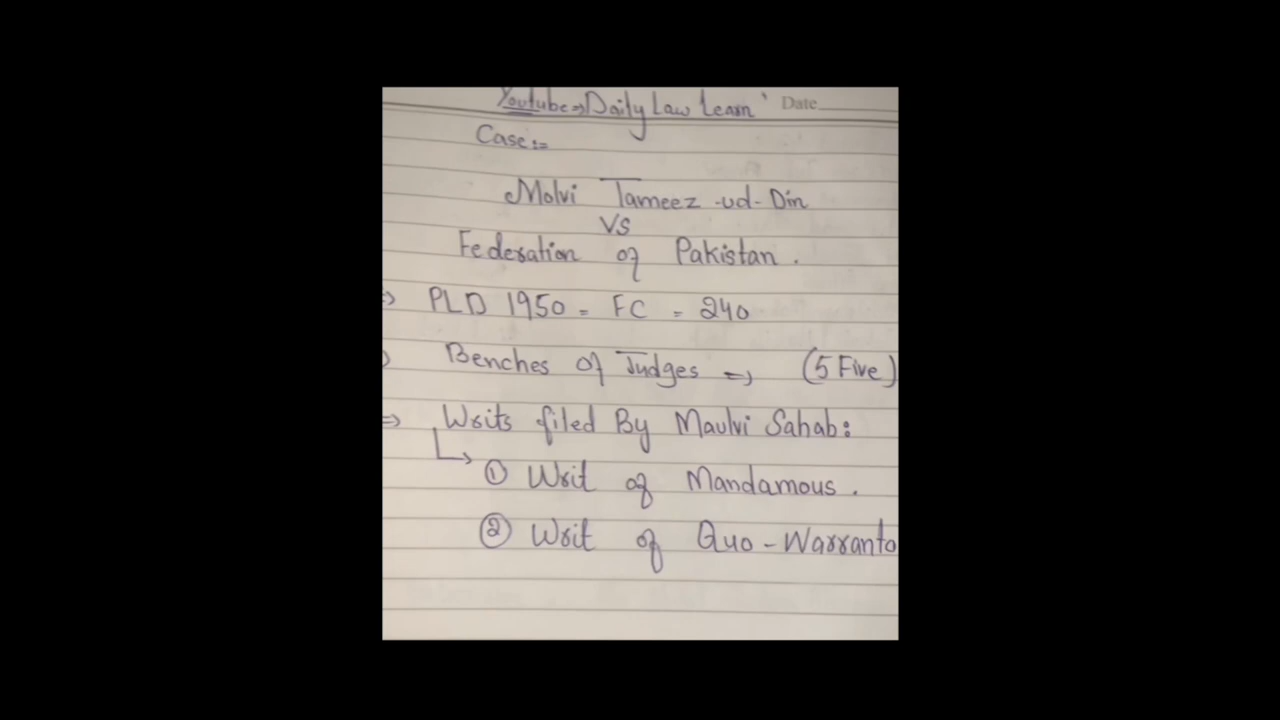 Youtube⇒Daily Law Learn Date
Case:=
Molvi Tameez-ud-Din
VS
Federation of Pakistan.
⇒ PLD 1950 = FC = 240
Benches of Judges ⇒ (5 Five)
⇒ Writs filed By Maulvi Sahab:
① Writ of Mandamous.
② Writ of Quo-Warranto